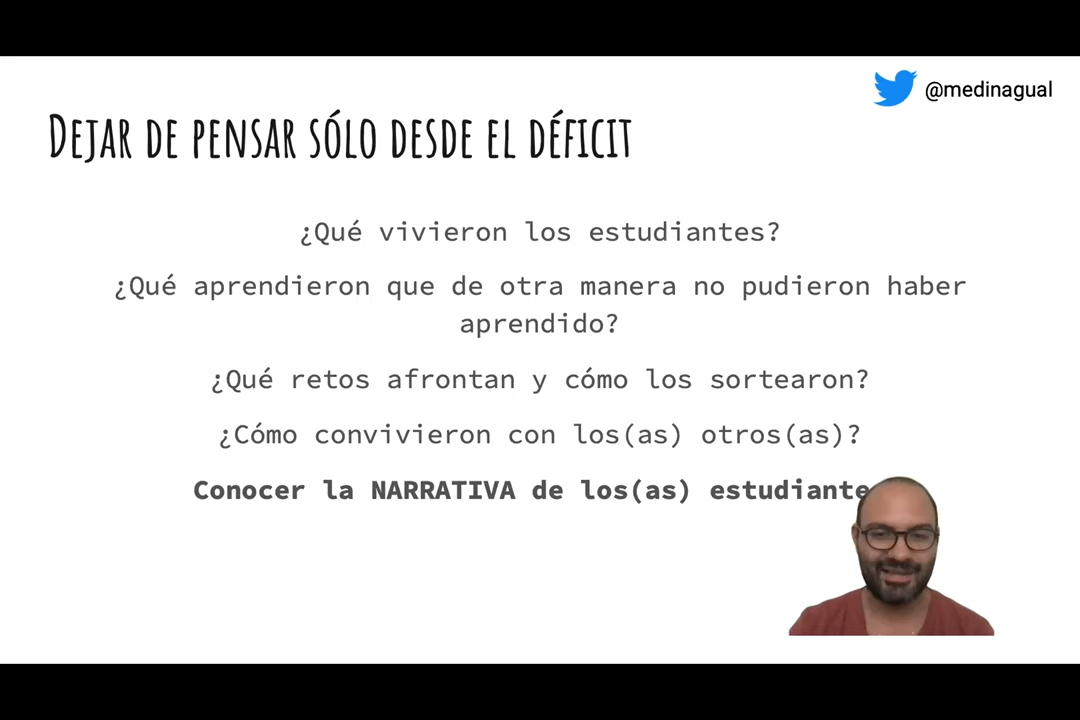 @medinagual
Dejar de pensar sólo desde el déficit
¿Qué vivieron los estudiantes?
¿Qué aprendieron que de otra manera no pudieron haber
aprendido?
¿Qué retos afrontan y cómo los sortearon?
¿Cómo convivieron con los(as) otros(as)?
Conocer la NARRATIVA de los(as) estudiante